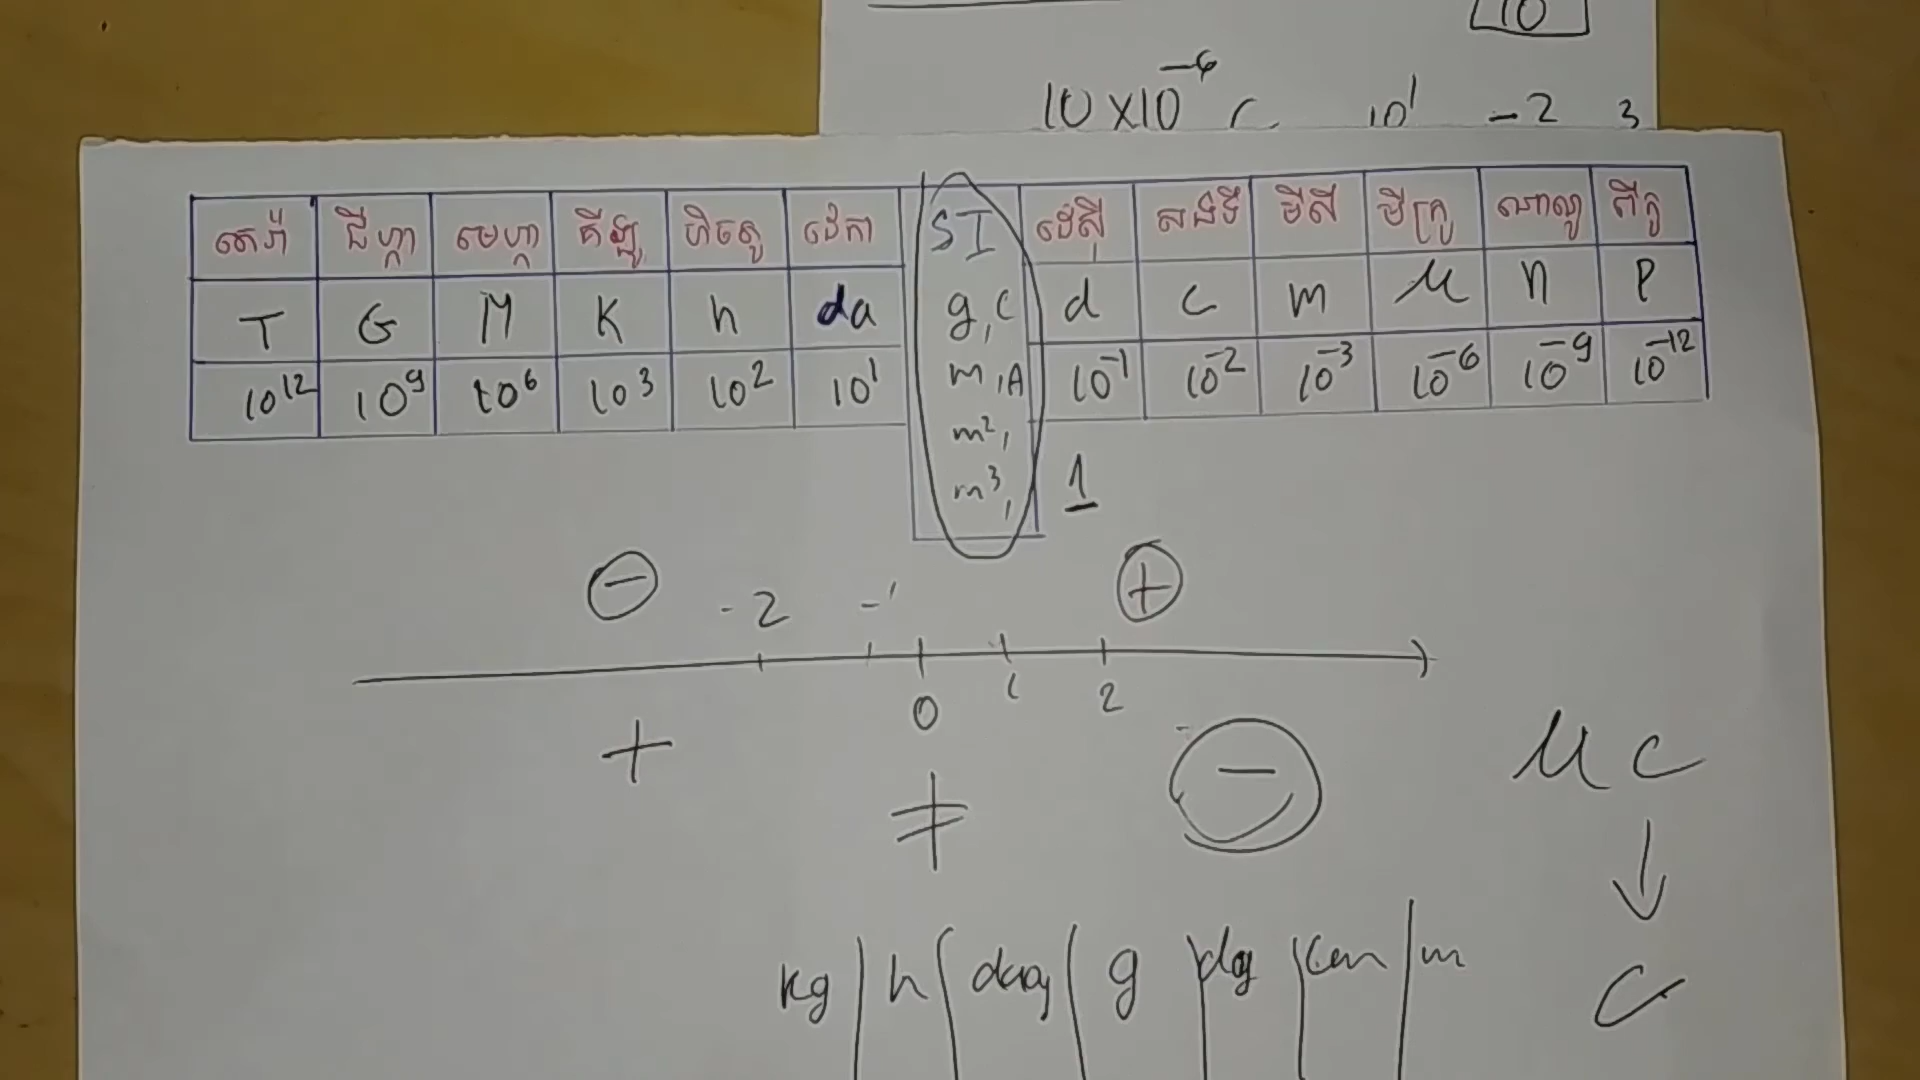 10
10 x 10⁻⁶ C 10¹ -2 3
តេរ៉ា ជីហ្គា មេហ្គា គីឡូ ហិចតូ ដេកា SI ដេស៊ី សង់ទី មីលី មីក្រូ ណាណូ ពីកូ
T G M K h da g, C d c m μ n P
10¹² 10⁹ 10⁶ 10³ 10² 10¹ m, A 10⁻¹ 10⁻² 10⁻³ 10⁻⁶ 10⁻⁹ 10⁻¹²
m²,
m³, 1
- -2 -1 +
0 1 2
+ ≠ -
μ c
↓
C
kg h dag g dg cm m